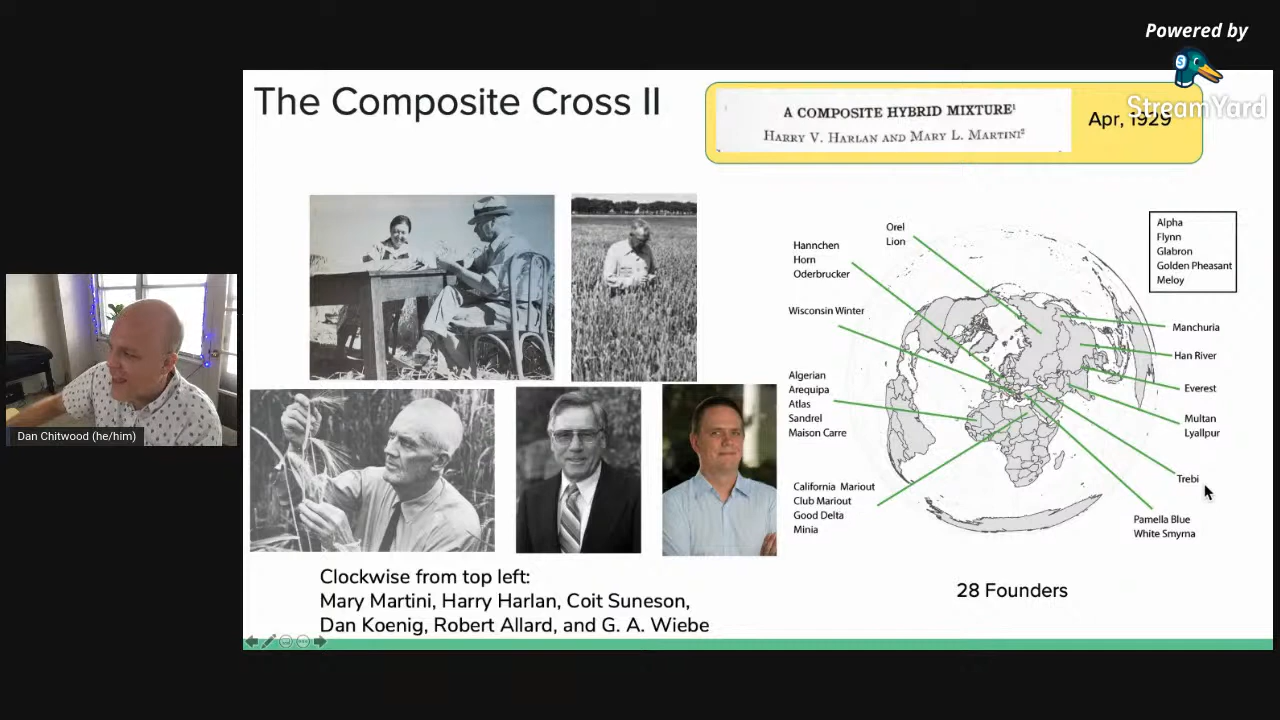 Powered by
StreamYard
The Composite Cross II
A COMPOSITE HYBRID MIXTURE¹
HARRY V. HARLAN AND MARY L. MARTINI²
Apr, 1929
Orel
Lion
Hannchen
Horn
Oderbrucker
Wisconsin Winter
Algerian
Arequipa
Atlas
Sandrel
Maison Carre
California Mariout
Club Mariout
Good Delta
Minia
Alpha
Flynn
Glabron
Golden Pheasant
Meloy
Manchuria
Han River
Everest
Multan
Lyallpur
Trebi
Pamella Blue
White Smyrna
28 Founders
Clockwise from top left:
Mary Martini, Harry Harlan, Coit Suneson,
Dan Koenig, Robert Allard, and G. A. Wiebe
Dan Chitwood (he/him)